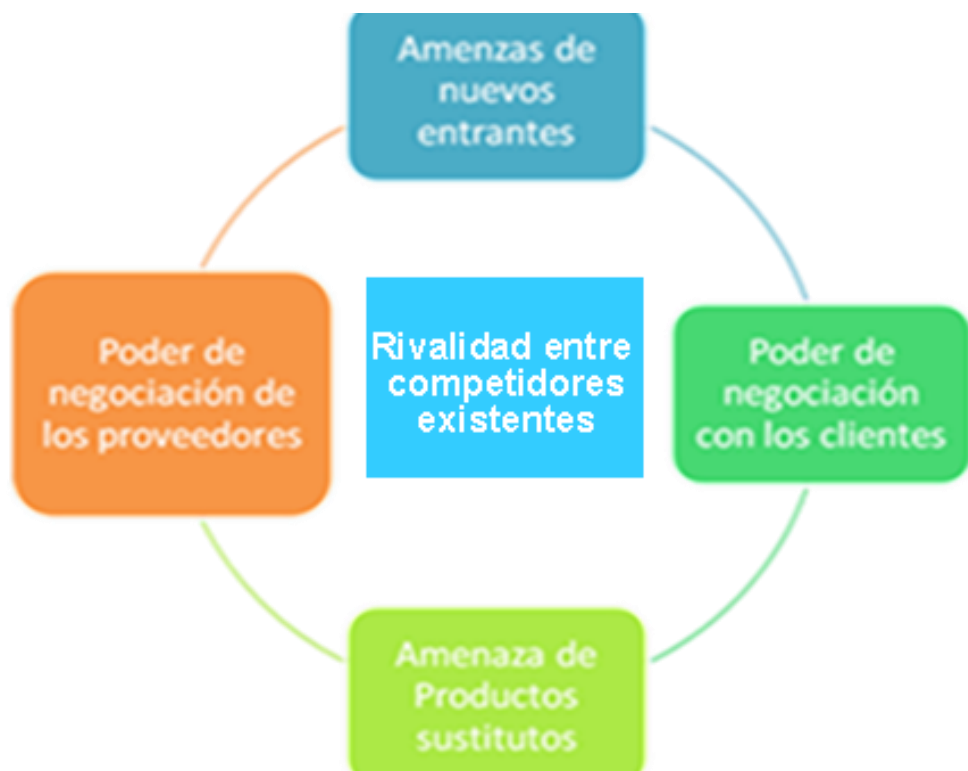 Amenzas de
nuevos
entrantes
Poder de
negociación de
los proveedores
Rivalidad entre
competidores
existentes
Poder de
negociación
con los clientes
Amenaza de
Productos
sustitutos